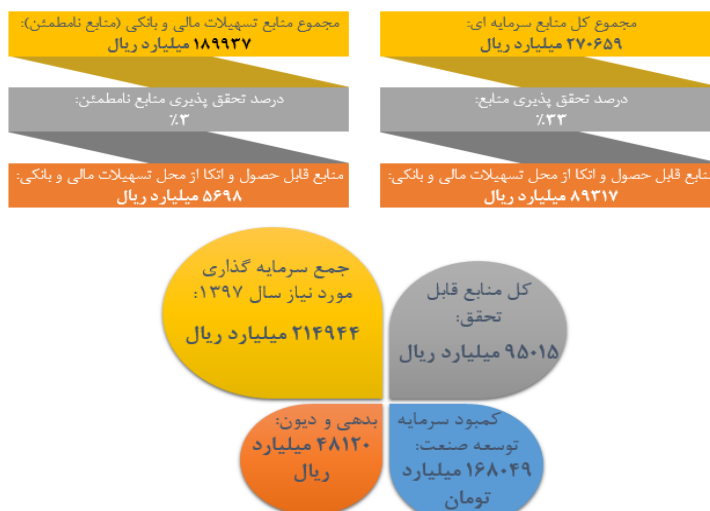 مجموع کل منابع سرمایه ای:
۲۷۰۶۵۹ میلیارد ریال
درصد تحقق پذیری منابع:
٪۳۳
منابع قابل حصول و اتکا از محل تسهیلات مالی و بانکی:
۸۹۳۱۷ میلیارد ریال
مجموع منابع تسهیلات مالی و بانکی (منابع نامطمئن):
۱۸۹۹۳۷ میلیارد ریال
درصد تحقق پذیری منابع نامطمئن:
٪۳
منابع قابل حصول و اتکا از محل تسهیلات مالی و بانکی:
۵۶۹۸ میلیارد ریال
کل منابع قابل
تحقق:
۹۵۰۱۵ میلیارد ریال
جمع سرمایه گذاری
مورد نیاز سال ۱۳۹۷:
۲۱۴۹۴۴ میلیارد ریال
کمبود سرمایه
توسعه صنعت:
۱۶۸۰۴۹ میلیارد
تومان
بدهی و دیون:
۴۸۱۲۰ میلیارد
ریال